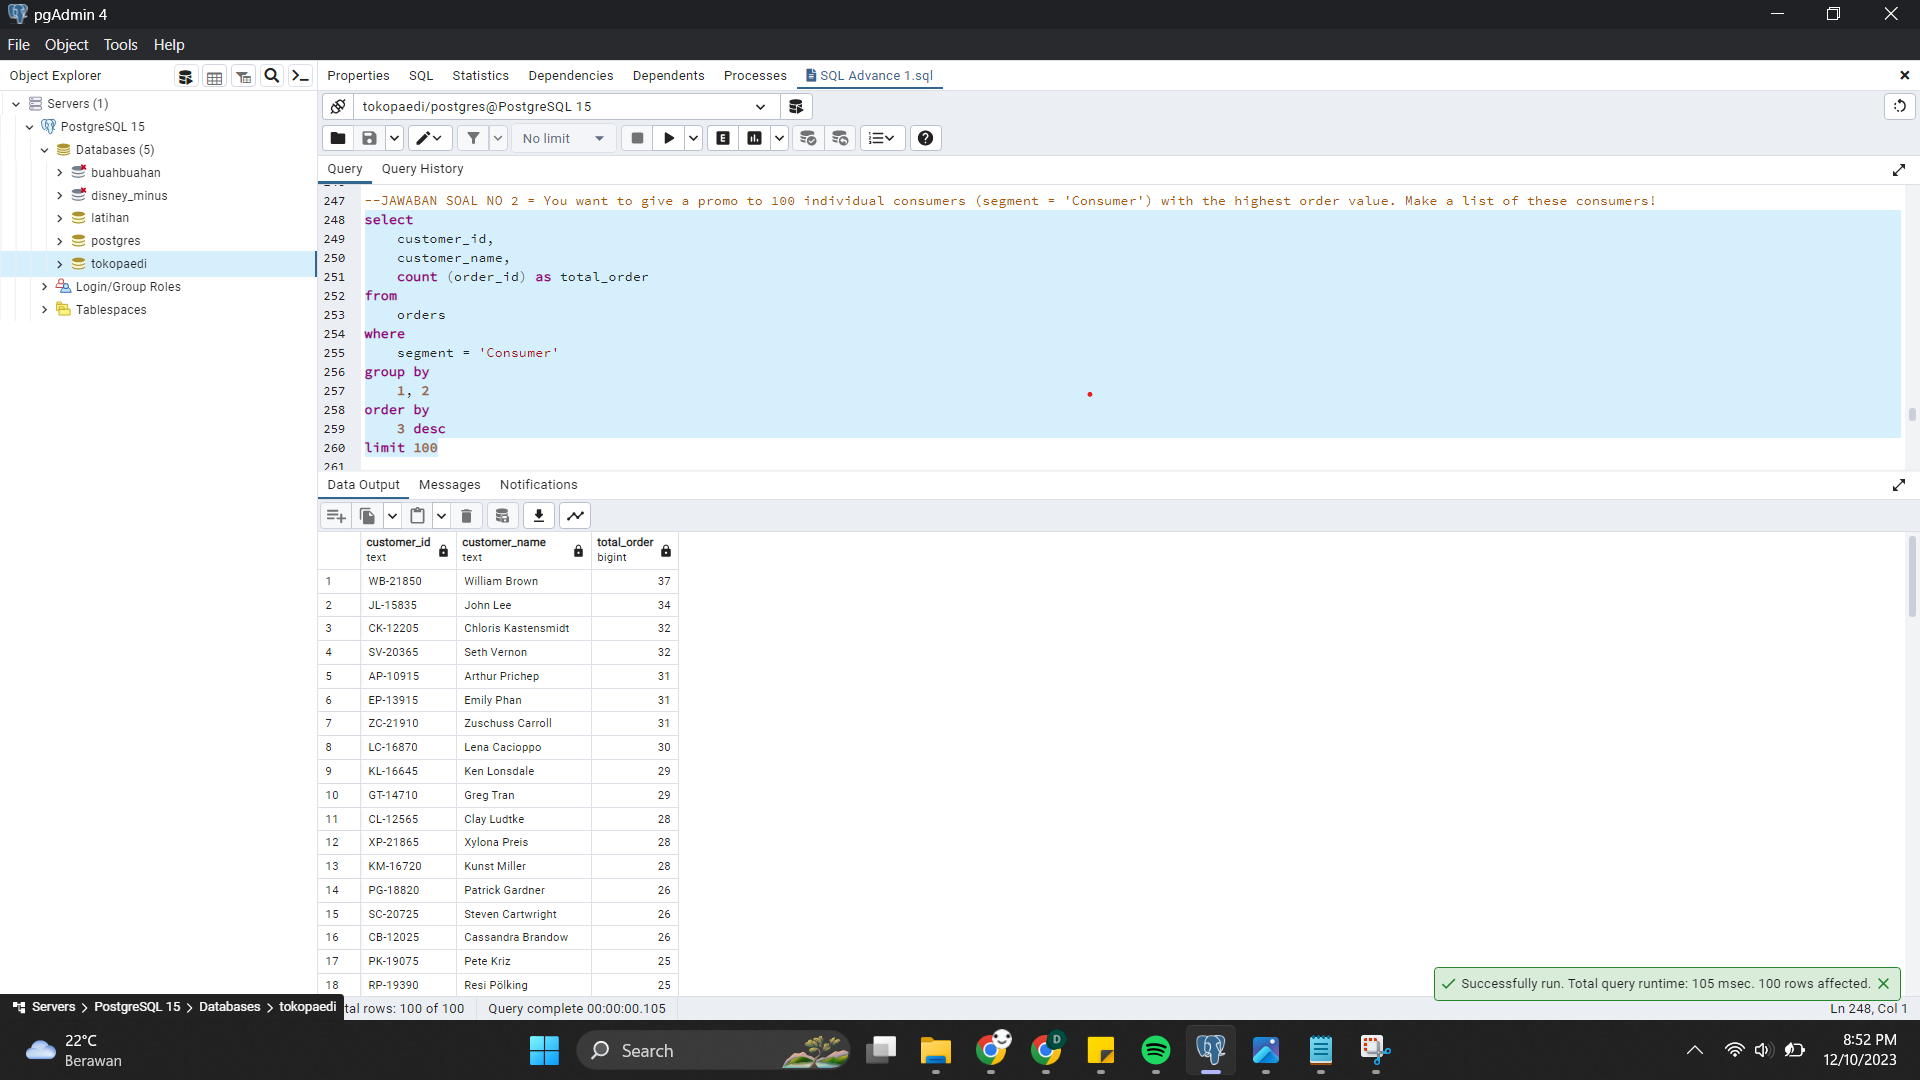 pgAdmin 4
File Object Tools Help
Object Explorer
Properties SQL Statistics Dependencies Dependents Processes SQL Advance 1.sql
Servers (1)
PostgreSQL 15
Databases (5)
buahbuahan
disney_minus
latihan
postgres
tokopaedi
Login/Group Roles
Tablespaces
tokopaedi/postgres@PostgreSQL 15
No limit
E
Query Query History
247 --JAWABAN SOAL NO 2 = You want to give a promo to 100 individual consumers (segment = 'Consumer') with the highest order value. Make a list of these consumers!
248 select
249 customer_id,
250 customer_name,
251 count (order_id) as total_order
252 from
253 orders
254 where
255 segment = 'Consumer'
256 group by
257 1, 2
258 order by
259 3 desc
260 limit 100
261
Data Output Messages Notifications
customer_id customer_name total_order
text text bigint
1 WB-21850 William Brown 37
2 JL-15835 John Lee 34
3 CK-12205 Chloris Kastensmidt 32
4 SV-20365 Seth Vernon 32
5 AP-10915 Arthur Prichep 31
6 EP-13915 Emily Phan 31
7 ZC-21910 Zuschuss Carroll 31
8 LC-16870 Lena Cacioppo 30
9 KL-16645 Ken Lonsdale 29
10 GT-14710 Greg Tran 29
11 CL-12565 Clay Ludtke 28
12 XP-21865 Xylona Preis 28
13 KM-16720 Kunst Miller 28
14 PG-18820 Patrick Gardner 26
15 SC-20725 Steven Cartwright 26
16 CB-12025 Cassandra Brandow 26
17 PK-19075 Pete Kriz 25
18 RP-19390 Resi Pölking 25
Successfully run. Total query runtime: 105 msec. 100 rows affected.
Servers > PostgreSQL 15 > Databases > tokopaedi
tal rows: 100 of 100 Query complete 00:00:00.105
Ln 248, Col 1
22°C
Berawan
Search
D
8:52 PM
12/10/2023